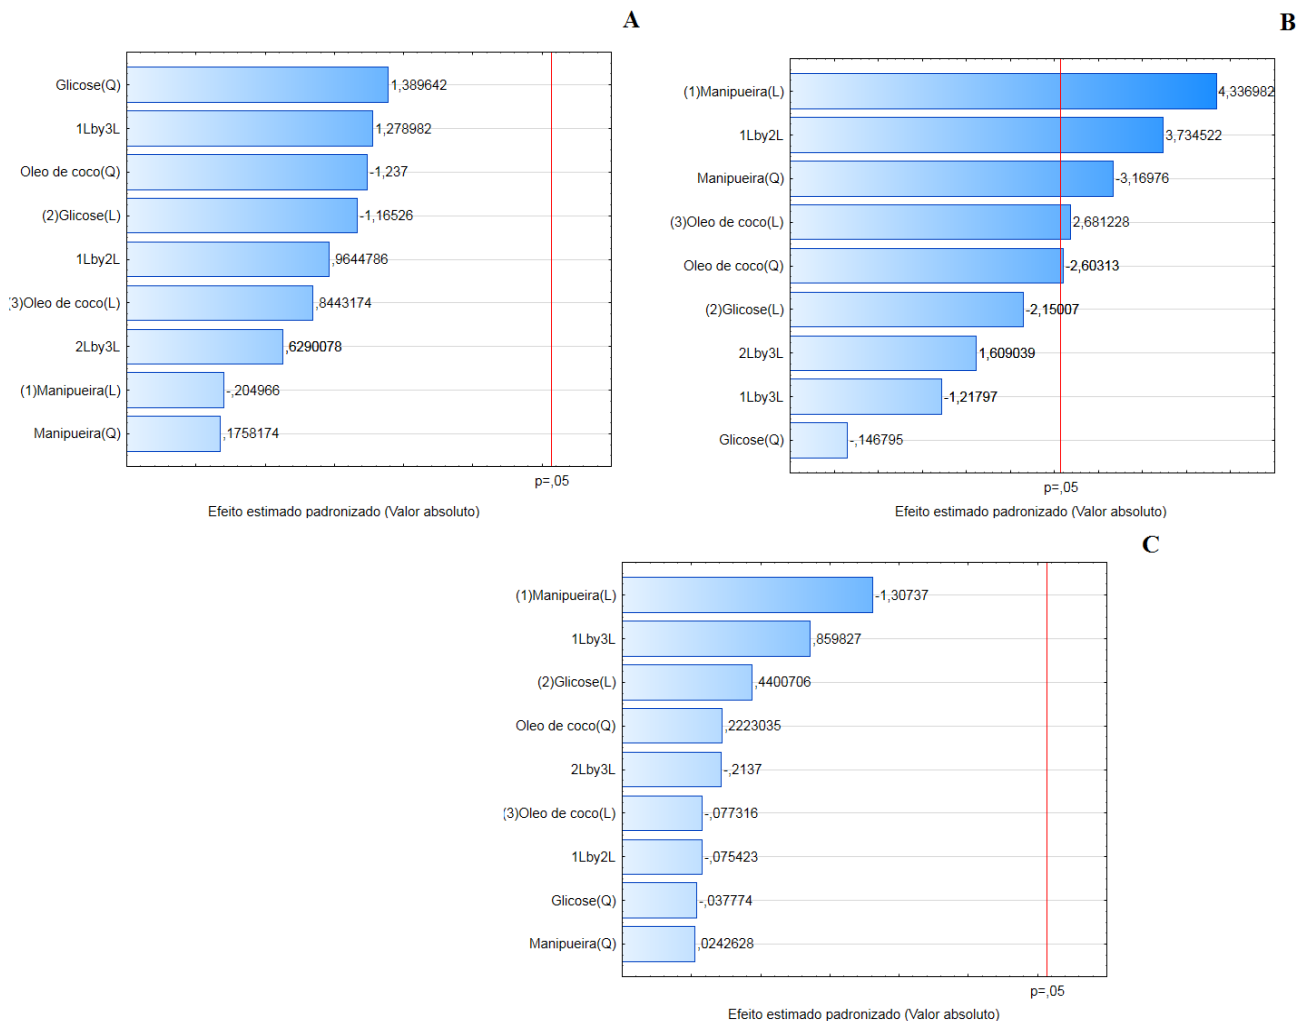 A
Glicose(Q)
1,389642
1Lby3L
1,278982
Oleo de coco(Q)
-1,237
(2)Glicose(L)
-1,16526
1Lby2L
,9644786
(3)Oleo de coco(L)
,8443174
2Lby3L
,6290078
(1)Manipueira(L)
-,204966
Manipueira(Q)
,1758174
p=,05
Efeito estimado padronizado (Valor absoluto)
B
(1)Manipueira(L)
4,336982
1Lby2L
3,734522
Manipueira(Q)
-3,16976
(3)Oleo de coco(L)
2,681228
Oleo de coco(Q)
-2,60313
(2)Glicose(L)
-2,15007
2Lby3L
1,609039
1Lby3L
-1,21797
Glicose(Q)
-,146795
p=,05
Efeito estimado padronizado (Valor absoluto)
C
(1)Manipueira(L)
-1,30737
1Lby3L
,859827
(2)Glicose(L)
,4400706
Oleo de coco(Q)
,2223035
2Lby3L
-,2137
(3)Oleo de coco(L)
-,077316
1Lby2L
-,075423
Glicose(Q)
-,037774
Manipueira(Q)
,0242628
p=,05
Efeito estimado padronizado (Valor absoluto)